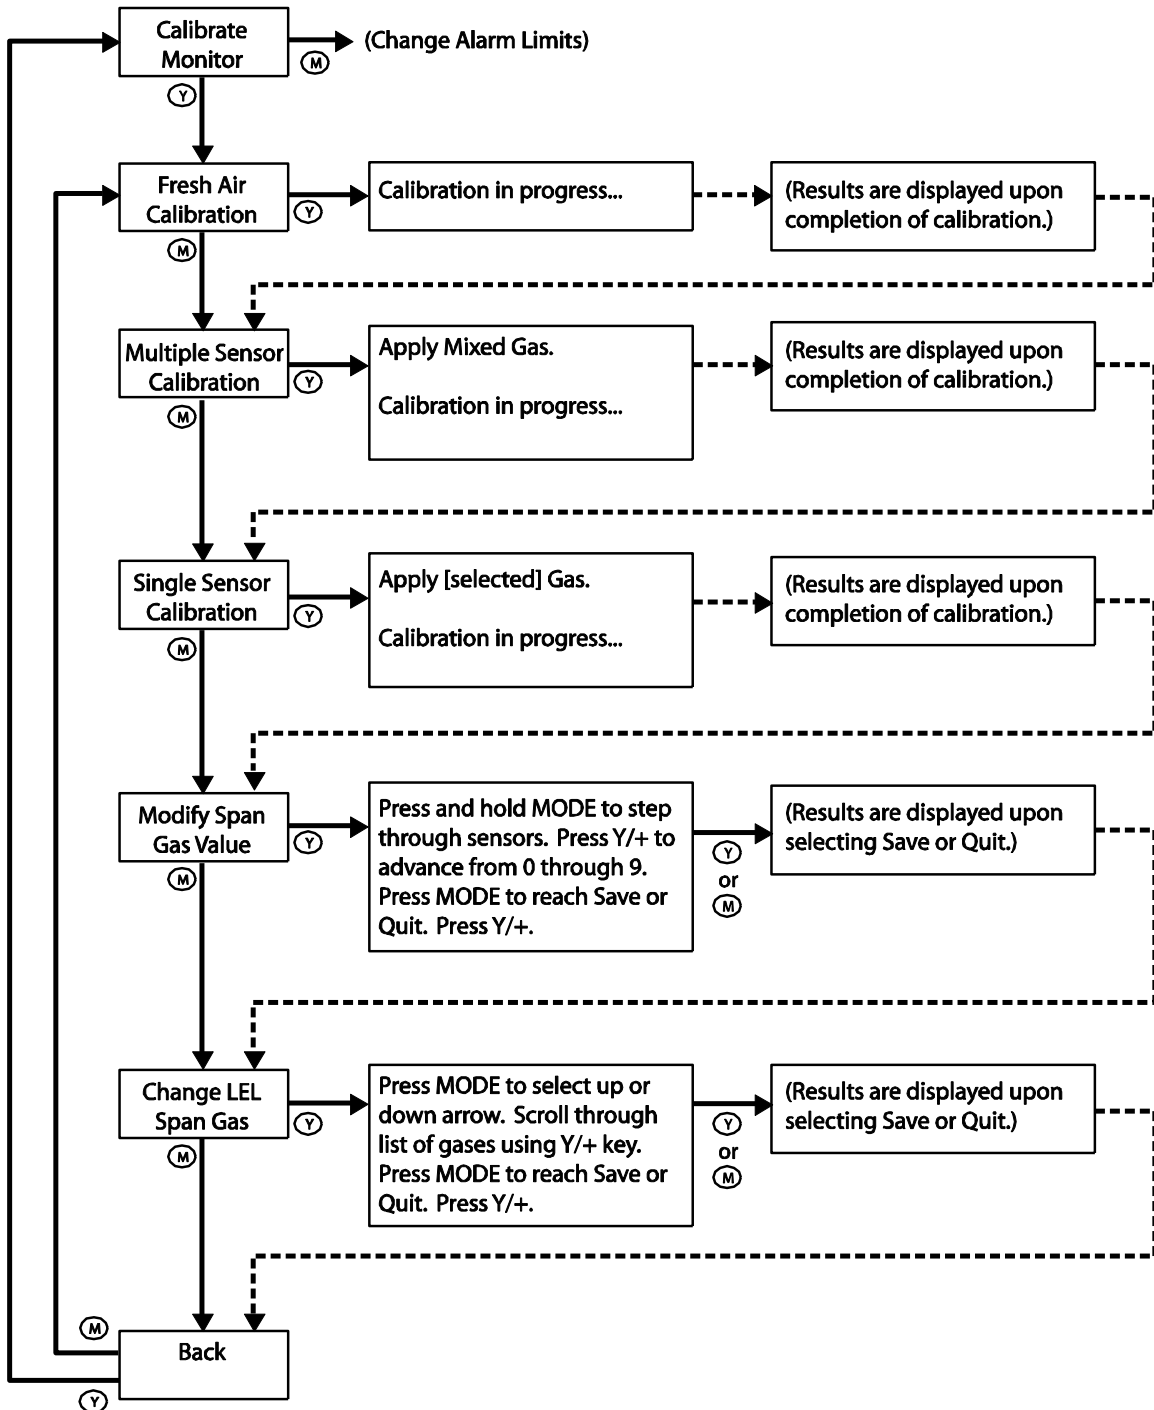 Calibrate
Monitor
M
(Change Alarm Limits)
Y
Fresh Air
Calibration
Y
Calibration in progress...
(Results are displayed upon
completion of calibration.)
M
Multiple Sensor
Calibration
Y
Apply Mixed Gas.
Calibration in progress...
(Results are displayed upon
completion of calibration.)
M
Single Sensor
Calibration
Y
Apply [selected] Gas.
Calibration in progress...
(Results are displayed upon
completion of calibration.)
M
Modify Span
Gas Value
Y
Press and hold MODE to step
through sensors. Press Y/+ to
advance from 0 through 9.
Press MODE to reach Save or
Quit. Press Y/+.
Y
or
M
(Results are displayed upon
selecting Save or Quit.)
M
Change LEL
Span Gas
Y
Press MODE to select up or
down arrow. Scroll through
list of gases using Y/+ key.
Press MODE to reach Save or
Quit. Press Y/+.
Y
or
M
(Results are displayed upon
selecting Save or Quit.)
M
M
Back
Y